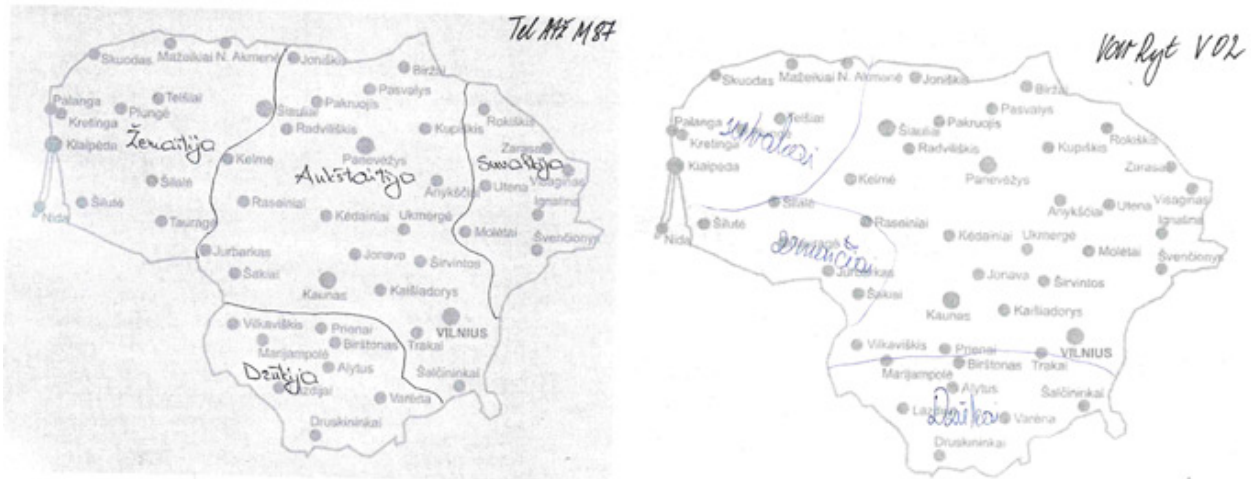 Tel Aše M87
Skuodas Mažeikiai N. Akmenė Joniškis
Biržai
Pasvalys
Palanga Plungė Telšiai
Kretinga
Šiauliai Pakruojis
Rokiškis
Klaipėda Žemaitija
Radviliškis
Kupiškis
Kelmė
Panevėžys
Aukštaitija
Zarasai
Suvalkija
Šilalė
Anykščiai Utena Visaginas
Nida Šilutė
Tauragė
Raseiniai
Kėdainiai Ukmergė
Ignalina
Molėtai
Švenčionys
Jurbarkas
Šakiai
Jonava
Širvintos
Kaunas
Kaišiadorys
Vilkaviškis
Prienai
VILNIUS
Marijampolė
Birštonas Trakai
Dzūkija
Lazdijai
Alytus
Šalčininkai
Varėna
Druskininkai
Vair Ryt V02
Skuodas Mažeikiai N. Akmenė Joniškis
Biržai
Pasvalys
Palanga
Telšiai
Kretinga
Šiauliai
Pakruojis
Rokiškis
Klaipėda
suvalkai
Radviliškis
Kupiškis
Kelmė
Panevėžys
Zarasai
Šilalė
Anykščiai Utena Visaginas
Nida Šilutė
Raseiniai
Kėdainiai Ukmergė
Ignalina
Molėtai
Švenčionys
žemaičiai
Jurbarkas
Šakiai
Jonava
Širvintos
Kaunas
Kaišiadorys
Vilkaviškis
Prienai
VILNIUS
Marijampolė
Birštonas Trakai
Alytus
Šalčininkai
Dzūkai
Varėna
Druskininkai